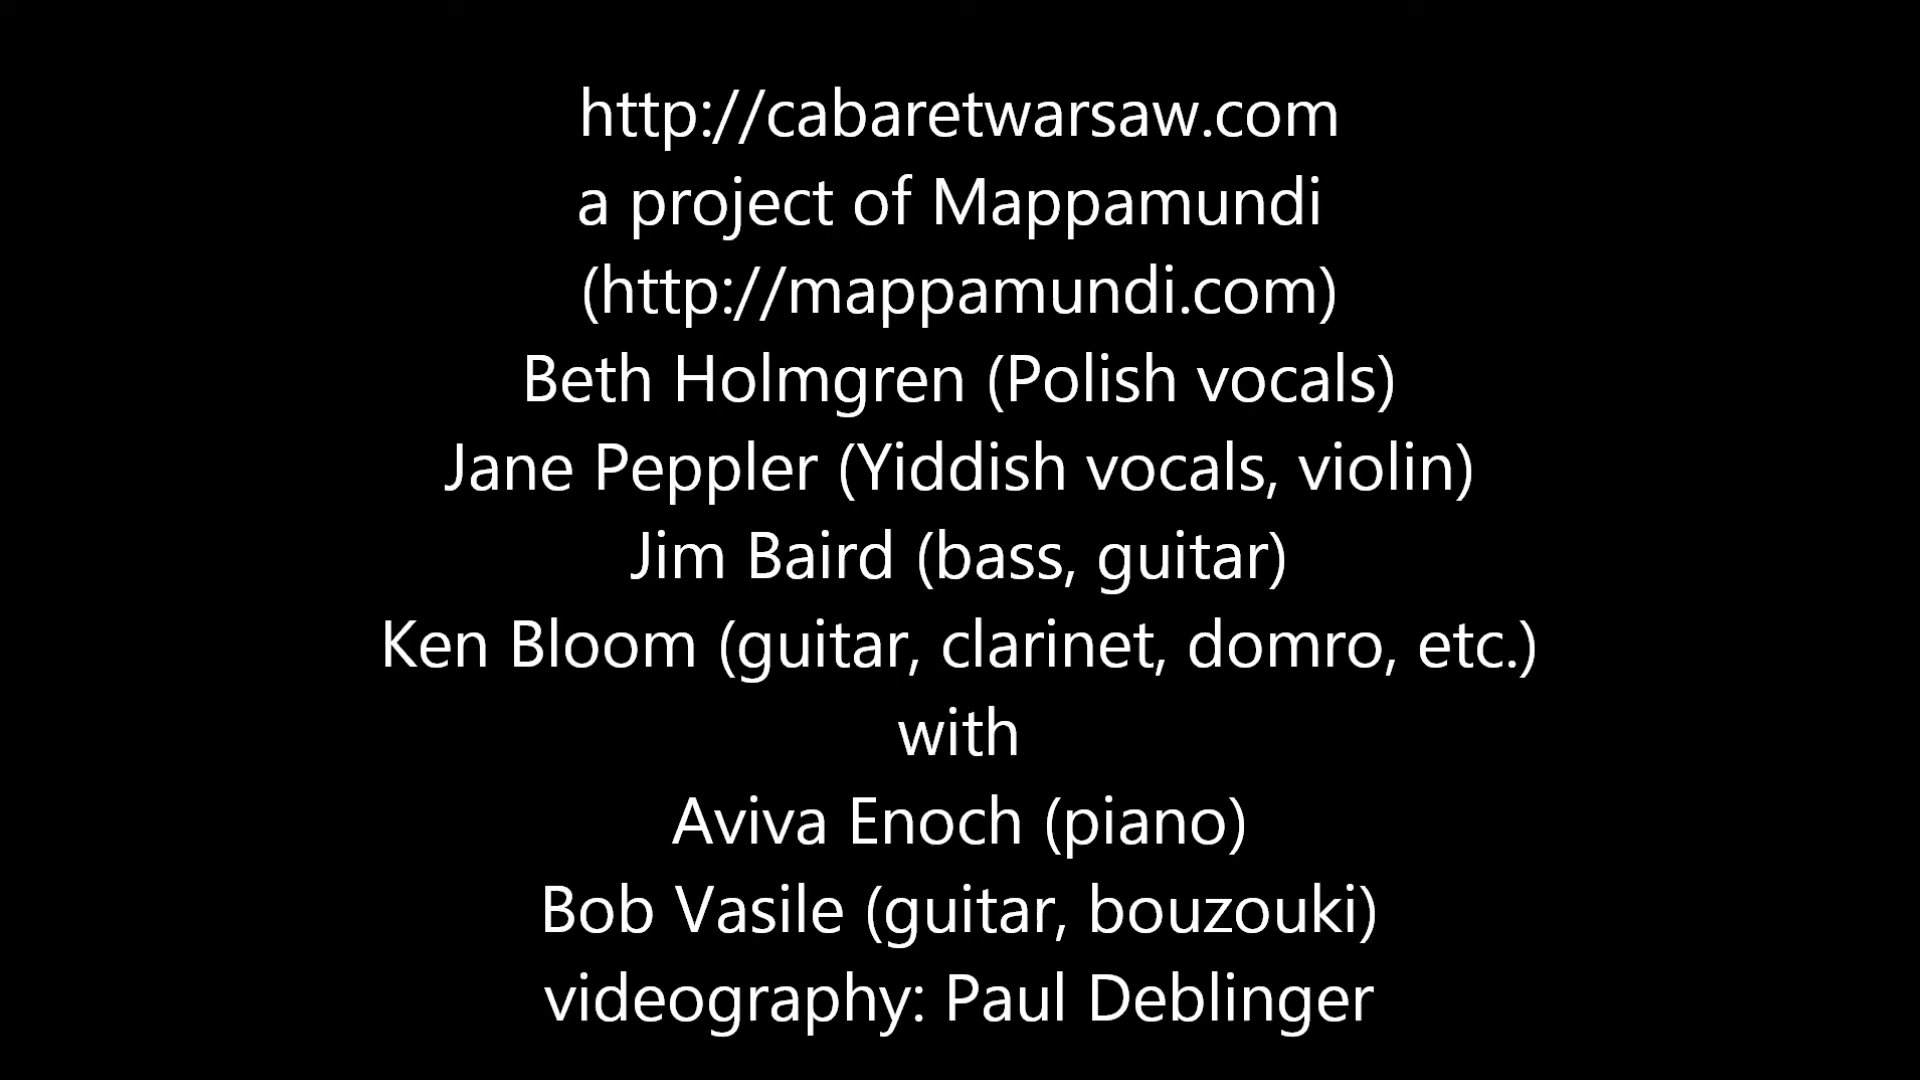 http://cabaretwarsaw.com
a project of Mappamundi
(http://mappamundi.com)
Beth Holmgren (Polish vocals)
Jane Peppler (Yiddish vocals, violin)
Jim Baird (bass, guitar)
Ken Bloom (guitar, clarinet, domro, etc.)
with
Aviva Enoch (piano)
Bob Vasile (guitar, bouzouki)
videography: Paul Deblinger